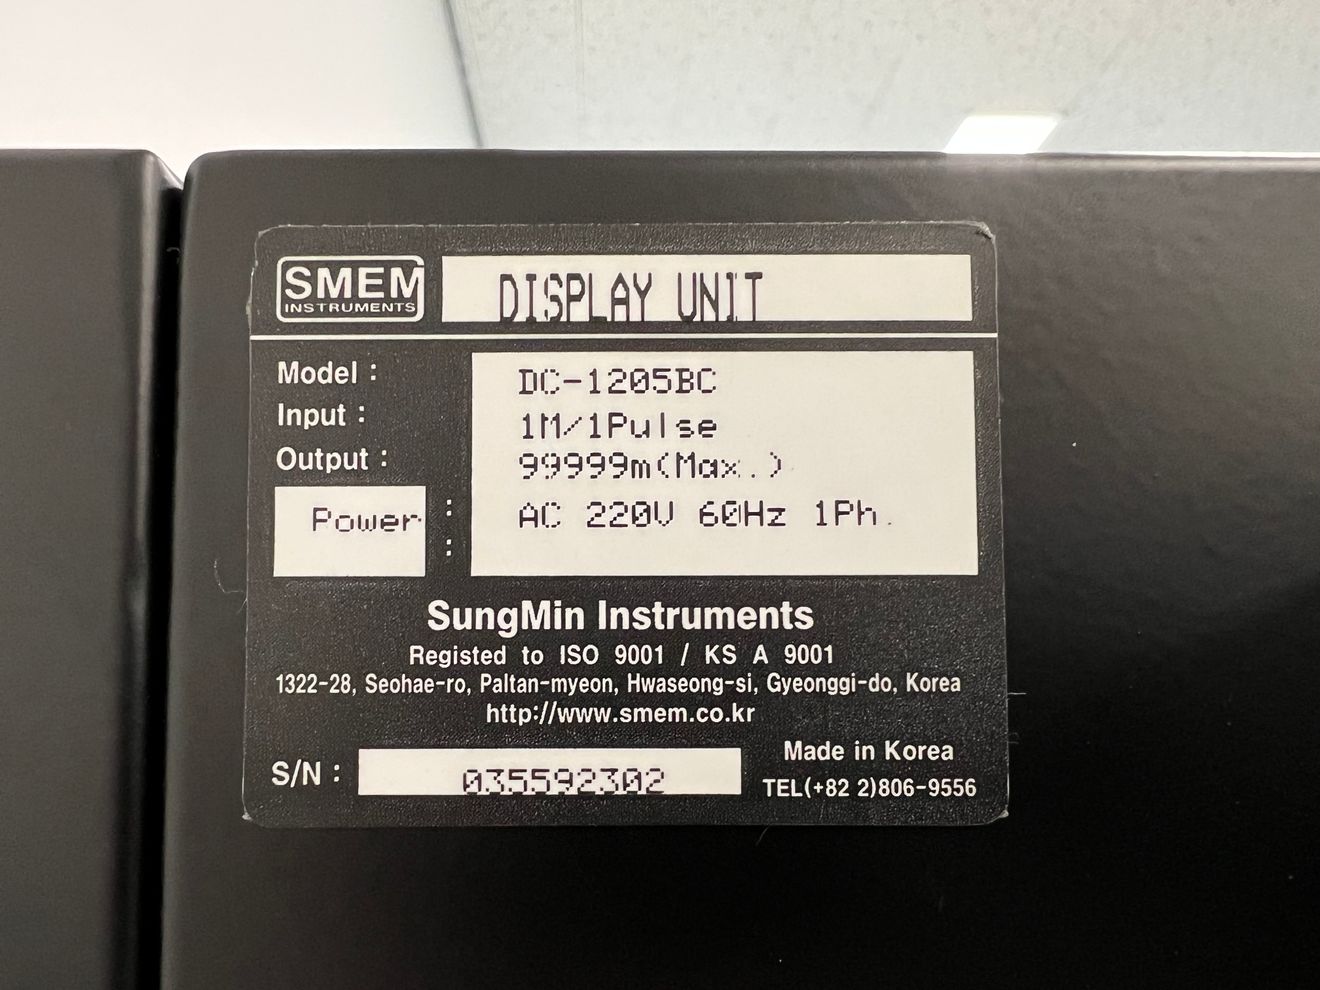 SMEM
INSTRUMENTS
DISPLAY UNIT
Model : DC-1205BC
Input : 1M/1Pulse
Output : 99999m(Max.)
Power : AC 220V 60Hz 1Ph.
:
SungMin Instruments
Registed to ISO 9001 / KS A 9001
1322-28, Seohae-ro, Paltan-myeon, Hwaseong-si, Gyeonggi-do, Korea
http://www.smem.co.kr
S/N : 035592302
Made in Korea
TEL(+82 2)806-9556